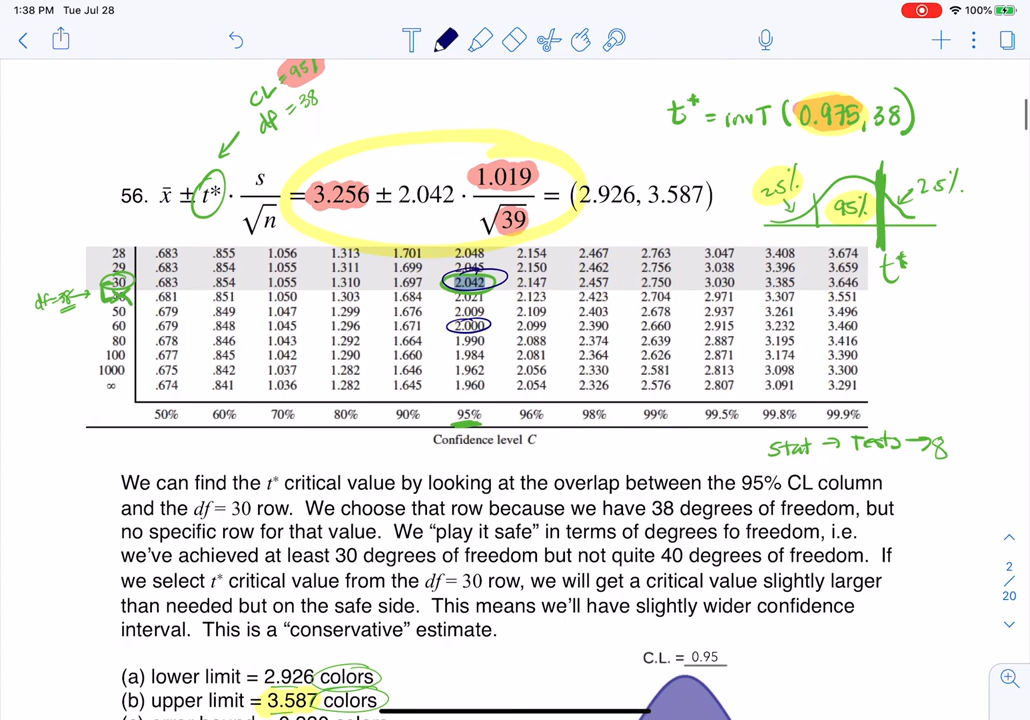 1:38 PM Tue Jul 28
100%
CL = 95%
df = 38
t* = invT (0.975, 38)
56. x̄ ± t* · s/√n = 3.256 ± 2.042 · 1.019/√39 = (2.926, 3.587)
2.5% 95% 2.5%
t*
28 .683 .855 1.056 1.313 1.701 2.048 2.154 2.467 2.763 3.047 3.408 3.674
29 .683 .854 1.055 1.311 1.699 2.045 2.150 2.462 2.756 3.038 3.396 3.659
30 .683 .854 1.055 1.310 1.697 2.042 2.147 2.457 2.750 3.030 3.385 3.646
df=38 → .681 .851 1.050 1.303 1.684 2.021 2.123 2.423 2.704 2.971 3.307 3.551
50 .679 .849 1.047 1.299 1.676 2.009 2.109 2.403 2.678 2.937 3.261 3.496
60 .679 .848 1.045 1.296 1.671 2.000 2.099 2.390 2.660 2.915 3.232 3.460
80 .678 .846 1.043 1.292 1.664 1.990 2.088 2.374 2.639 2.887 3.195 3.416
100 .677 .845 1.042 1.290 1.660 1.984 2.081 2.364 2.626 2.871 3.174 3.390
1000 .675 .842 1.037 1.282 1.646 1.962 2.056 2.330 2.581 2.813 3.098 3.300
∞ .674 .841 1.036 1.282 1.645 1.960 2.054 2.326 2.576 2.807 3.091 3.291
50% 60% 70% 80% 90% 95% 96% 98% 99% 99.5% 99.8% 99.9%
Confidence level C
Stat → Tests → 8
We can find the t* critical value by looking at the overlap between the 95% CL column
and the df = 30 row. We choose that row because we have 38 degrees of freedom, but
no specific row for that value. We “play it safe” in terms of degrees fo freedom, i.e.
we’ve achieved at least 30 degrees of freedom but not quite 40 degrees of freedom. If
we select t* critical value from the df = 30 row, we will get a critical value slightly larger
than needed but on the safe side. This means we’ll have slightly wider confidence
interval. This is a “conservative” estimate.
C.L. = 0.95
(a) lower limit = 2.926 colors
(b) upper limit = 3.587 colors
2
/
20